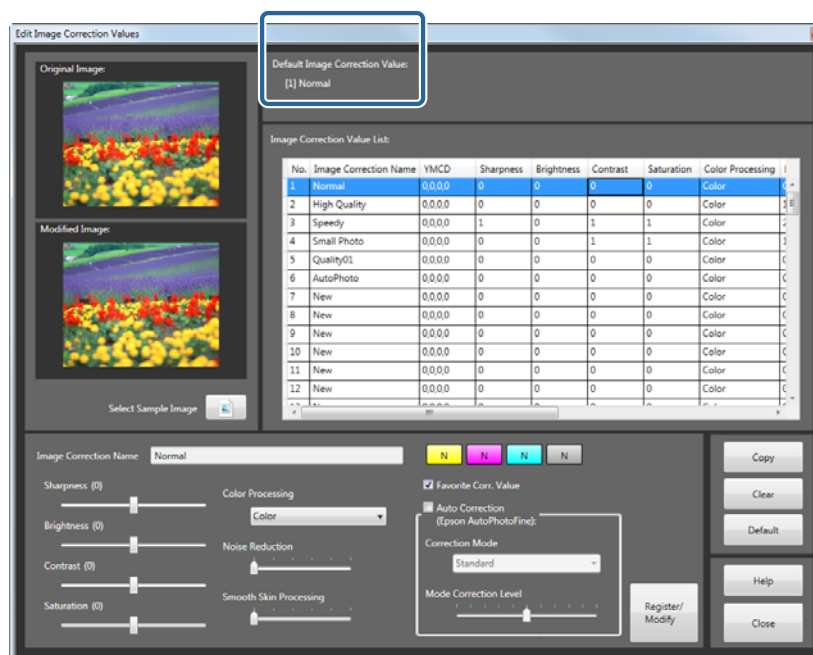 Edit Image Correction Values
Original Image:
Default Image Correction Value:
[1] Normal
Image Correction Value List:
No. Image Correction Name YMCD Sharpness Brightness Contrast Saturation Color Processing
1 Normal 0,0,0,0 0 0 0 0 Color
2 High Quality 0,0,0,0 0 0 0 0 Color
3 Speedy 0,0,0,0 1 0 1 1 Color
4 Small Photo 0,0,0,0 0 0 1 1 Color
5 Quality01 0,0,0,0 0 0 0 0 Color
6 AutoPhoto 0,0,0,0 0 0 0 0 Color
7 New 0,0,0,0 0 0 0 0 Color
8 New 0,0,0,0 0 0 0 0 Color
9 New 0,0,0,0 0 0 0 0 Color
10 New 0,0,0,0 0 0 0 0 Color
11 New 0,0,0,0 0 0 0 0 Color
12 New 0,0,0,0 0 0 0 0 Color
Modified Image:
Select Sample Image
Image Correction Name Normal
N N N N
Sharpness (0)
Brightness (0)
Contrast (0)
Saturation (0)
Color Processing
Color
Noise Reduction
Smooth Skin Processing
Favorite Corr. Value
Auto Correction
(Epson AutoPhotoFine):
Correction Mode
Standard
Mode Correction Level
Register/
Modify
Copy
Clear
Default
Help
Close